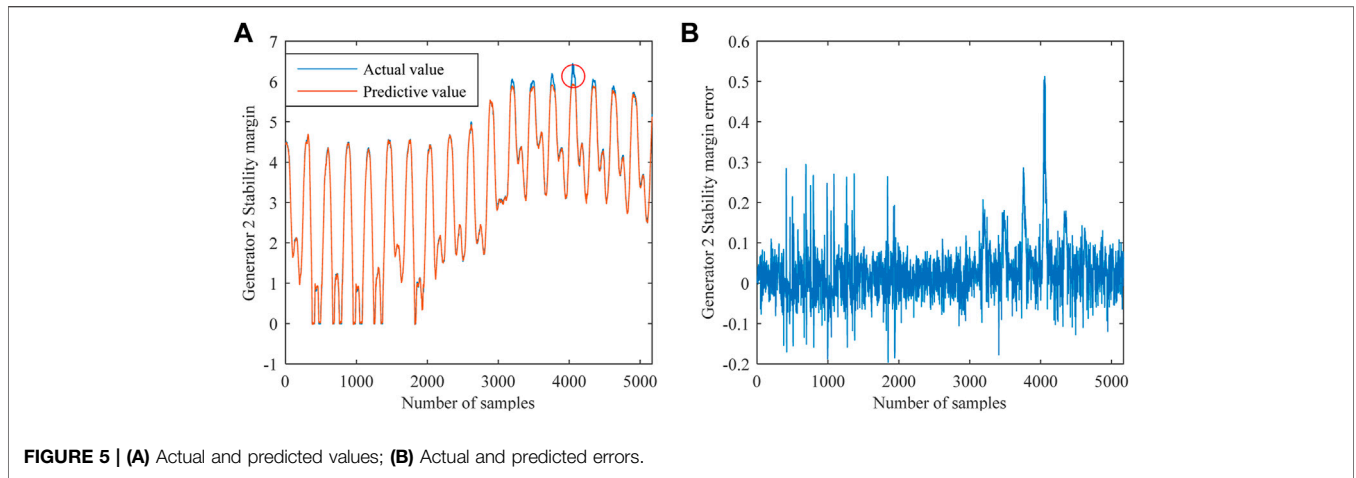 A
7
6
5
4
3
2
1
0
-1
Generator 2 Stability margin
Actual value
Predictive value
0 1000 2000 3000 4000 5000
Number of samples
B
0.6
0.5
0.4
0.3
0.2
0.1
0
-0.1
-0.2
Generator 2 Stability margin error
0 1000 2000 3000 4000 5000
Number of samples
FIGURE 5 | (A) Actual and predicted values; (B) Actual and predicted errors.